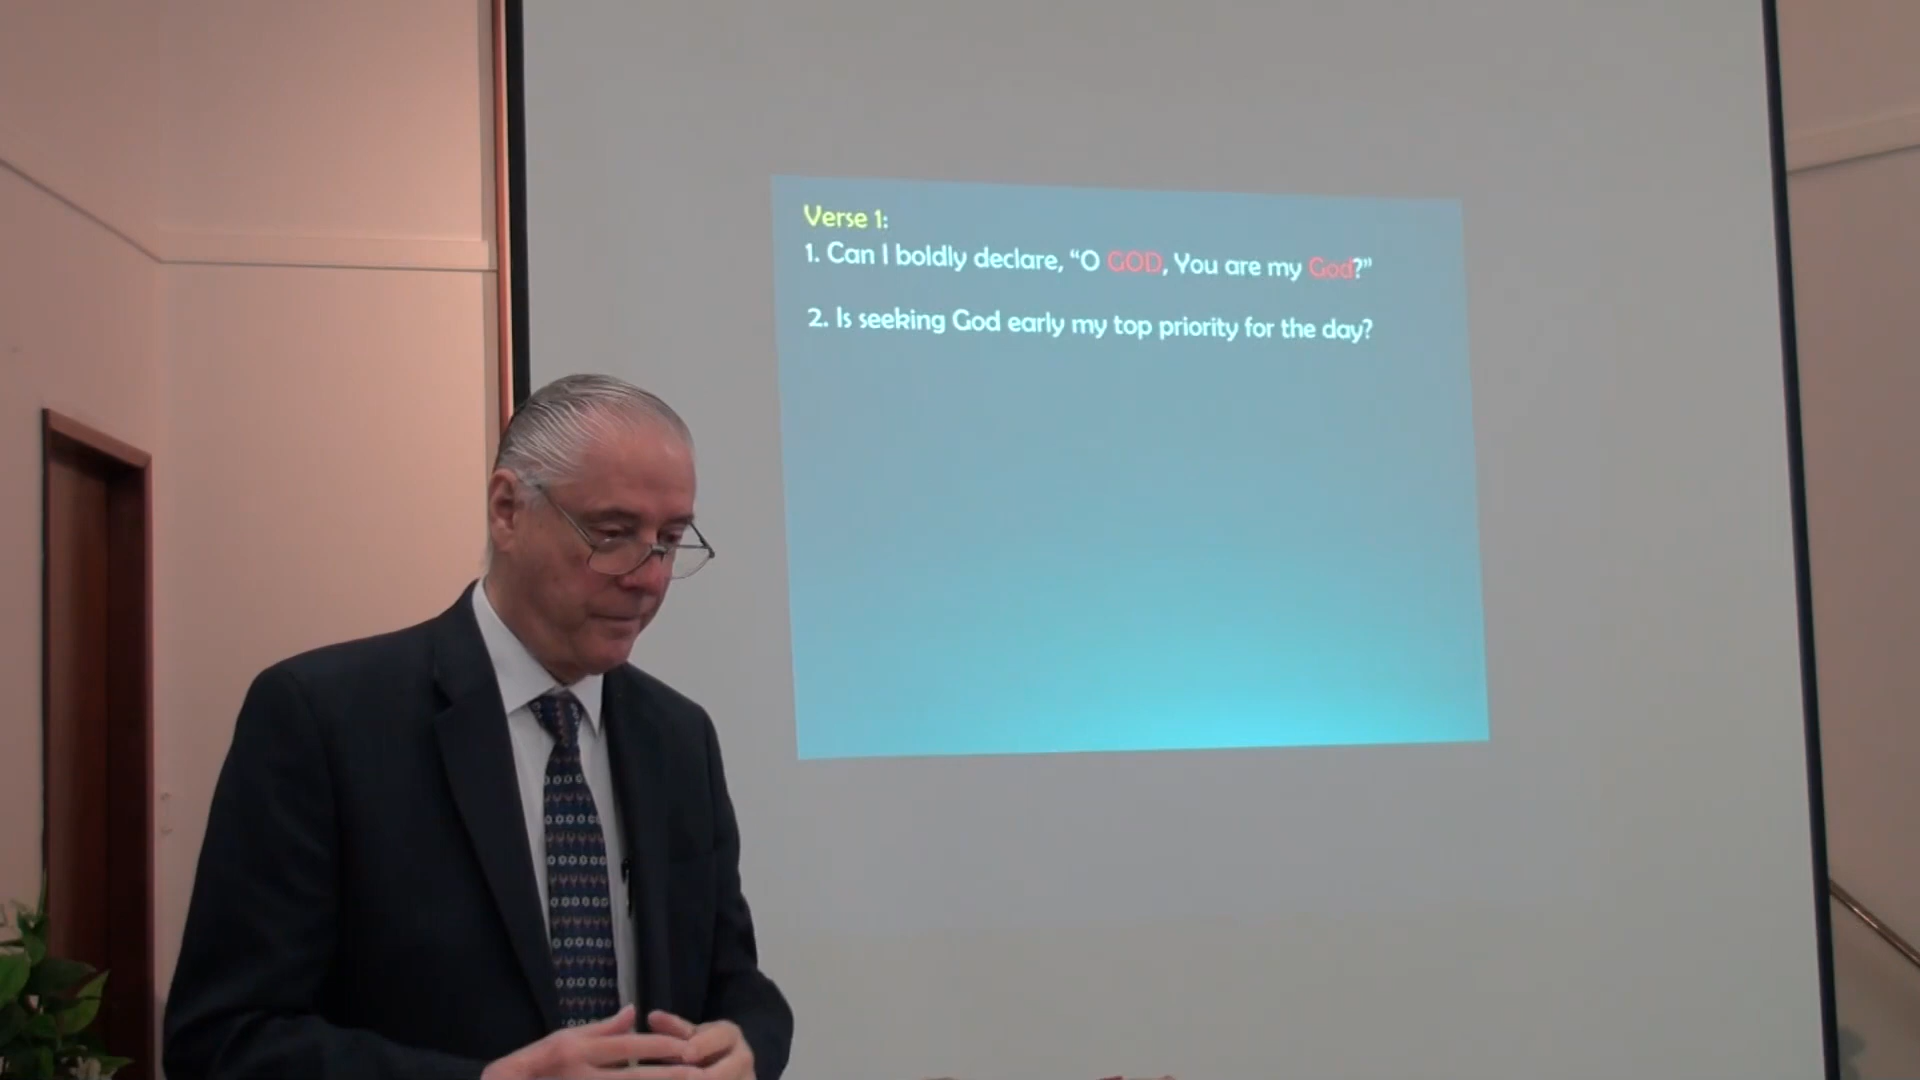 Verse 1:
1. Can I boldly declare, “O GOD, You are my God?”
2. Is seeking God early my top priority for the day?